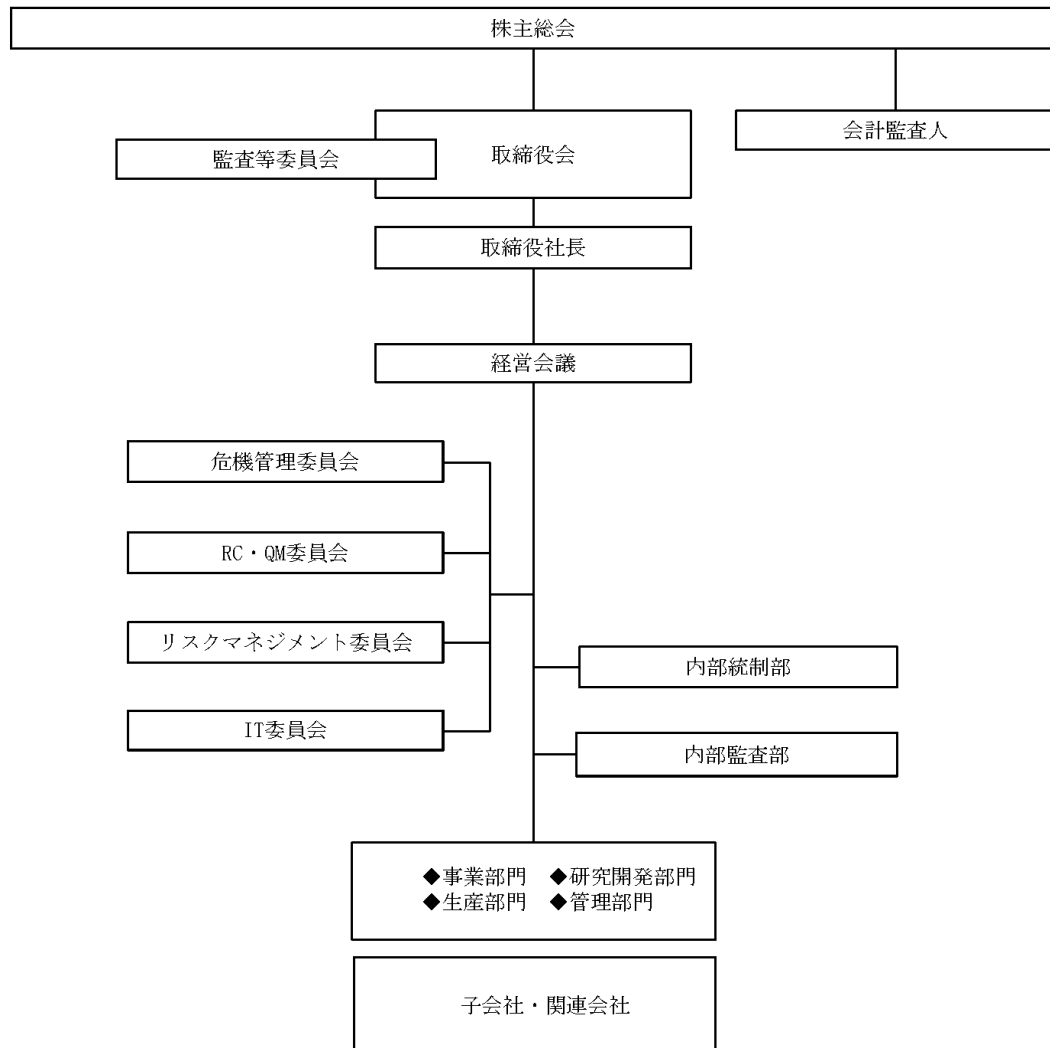 株主総会
会計監査人
監査等委員会
取締役会
取締役社長
経営会議
危機管理委員会
RC・QM委員会
リスクマネジメント委員会
内部統制部
IT委員会
内部監査部
◆事業部門 ◆研究開発部門
◆生産部門 ◆管理部門
子会社・関連会社